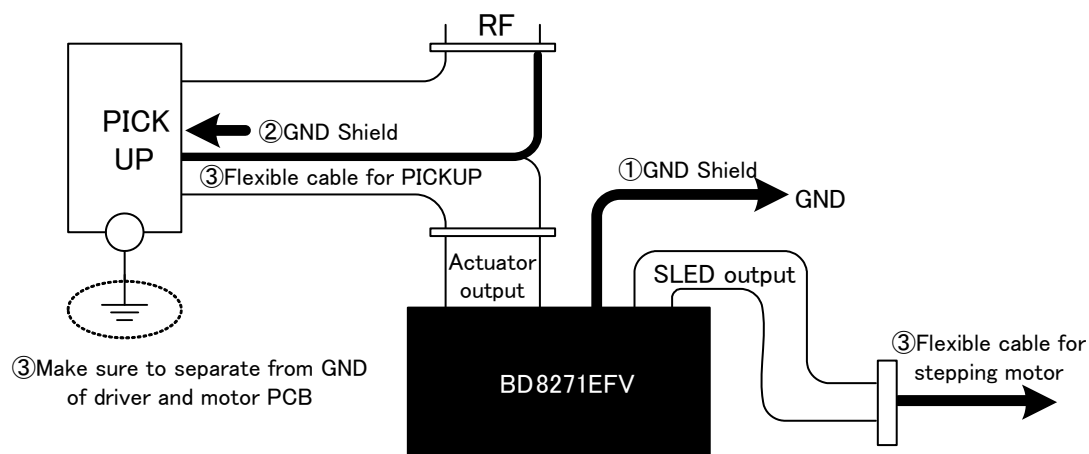 RF
PICK
UP
②GND Shield
③Flexible cable for PICKUP
①GND Shield
GND
Actuator
output
SLED output
③Make sure to separate from GND
of driver and motor PCB
BD8271EFV
③Flexible cable for
stepping motor